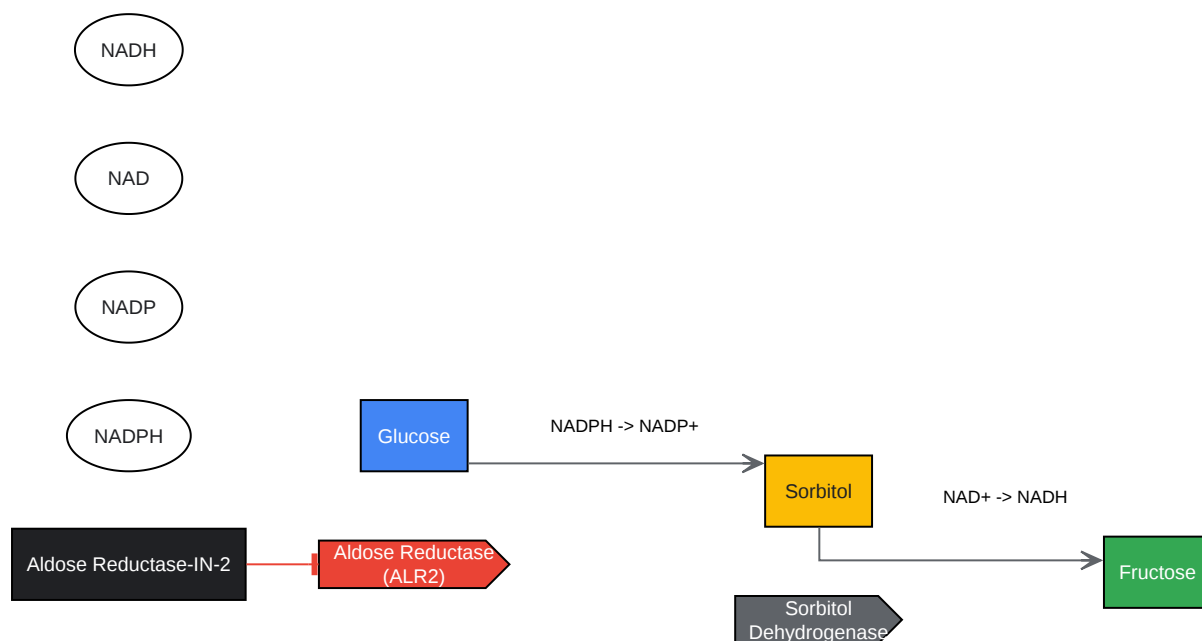 NADH
NAD
NADP
NADPH
Glucose
NADPH -> NADP+
Sorbitol
NAD+ -> NADH
Aldose Reductase-IN-2
Aldose Reductase
(ALR2)
Fructose
Sorbitol
Dehydrogenase